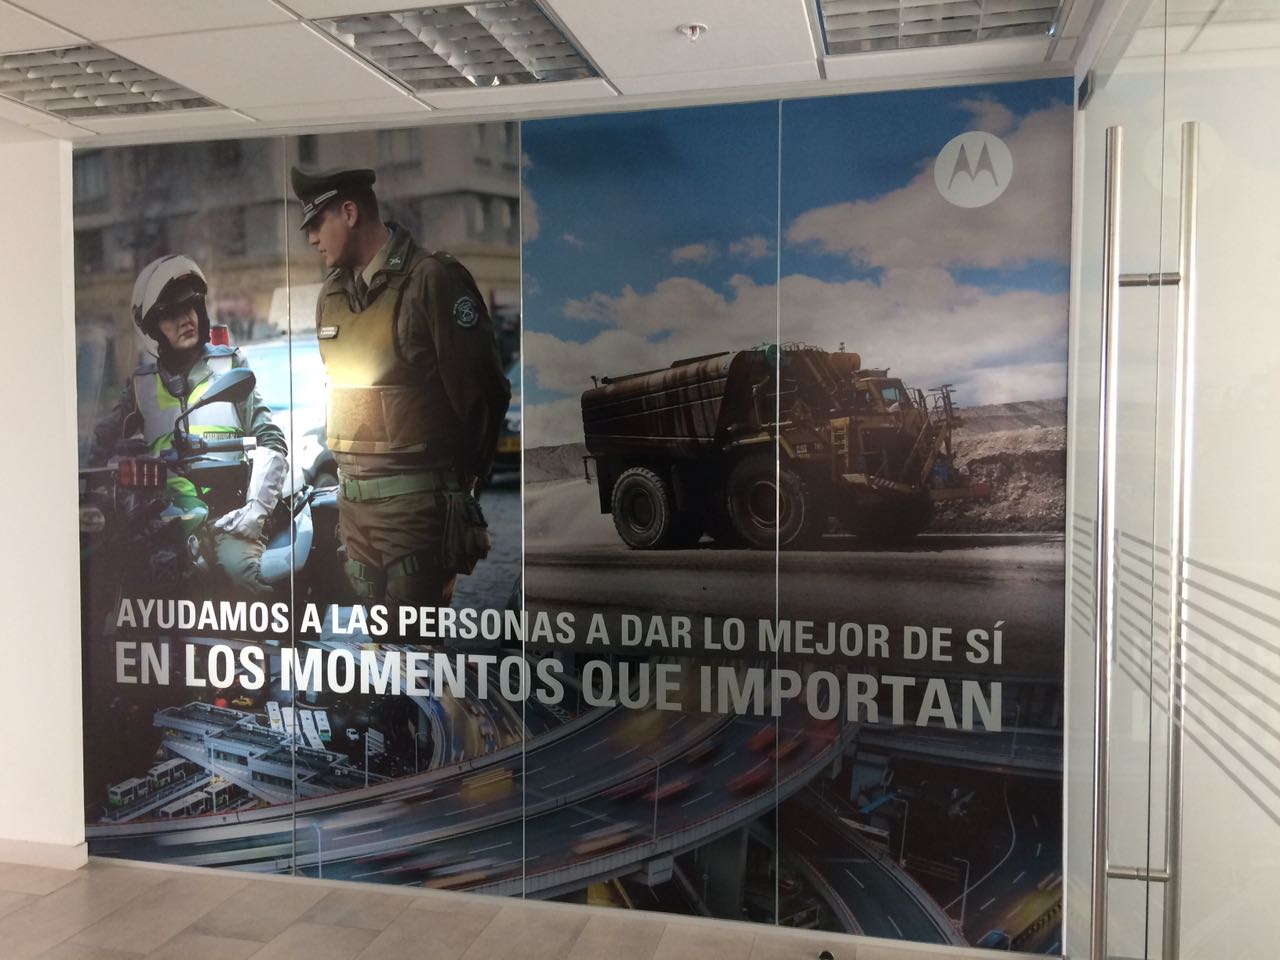 AYUDAMOS A LAS PERSONAS A DAR LO MEJOR DE SÍ
EN LOS MOMENTOS QUE IMPORTAN